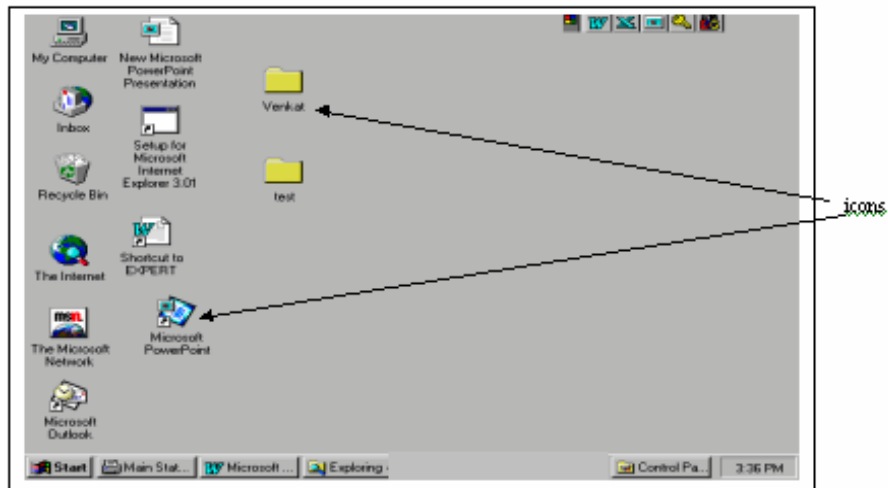 My Computer
New Microsoft
PowerPoint
Presentation
Venkat
Inbox
Setup for
Microsoft
Internet
Explorer 3.01
Recycle Bin
test
icons
Shortcut to
EXPERT
The Internet
msn.
The Microsoft
Network
Microsoft
PowerPoint
Microsoft
Outlook
Start
Main Stat...
Microsoft ...
Exploring
Control Pa...
3:36 PM